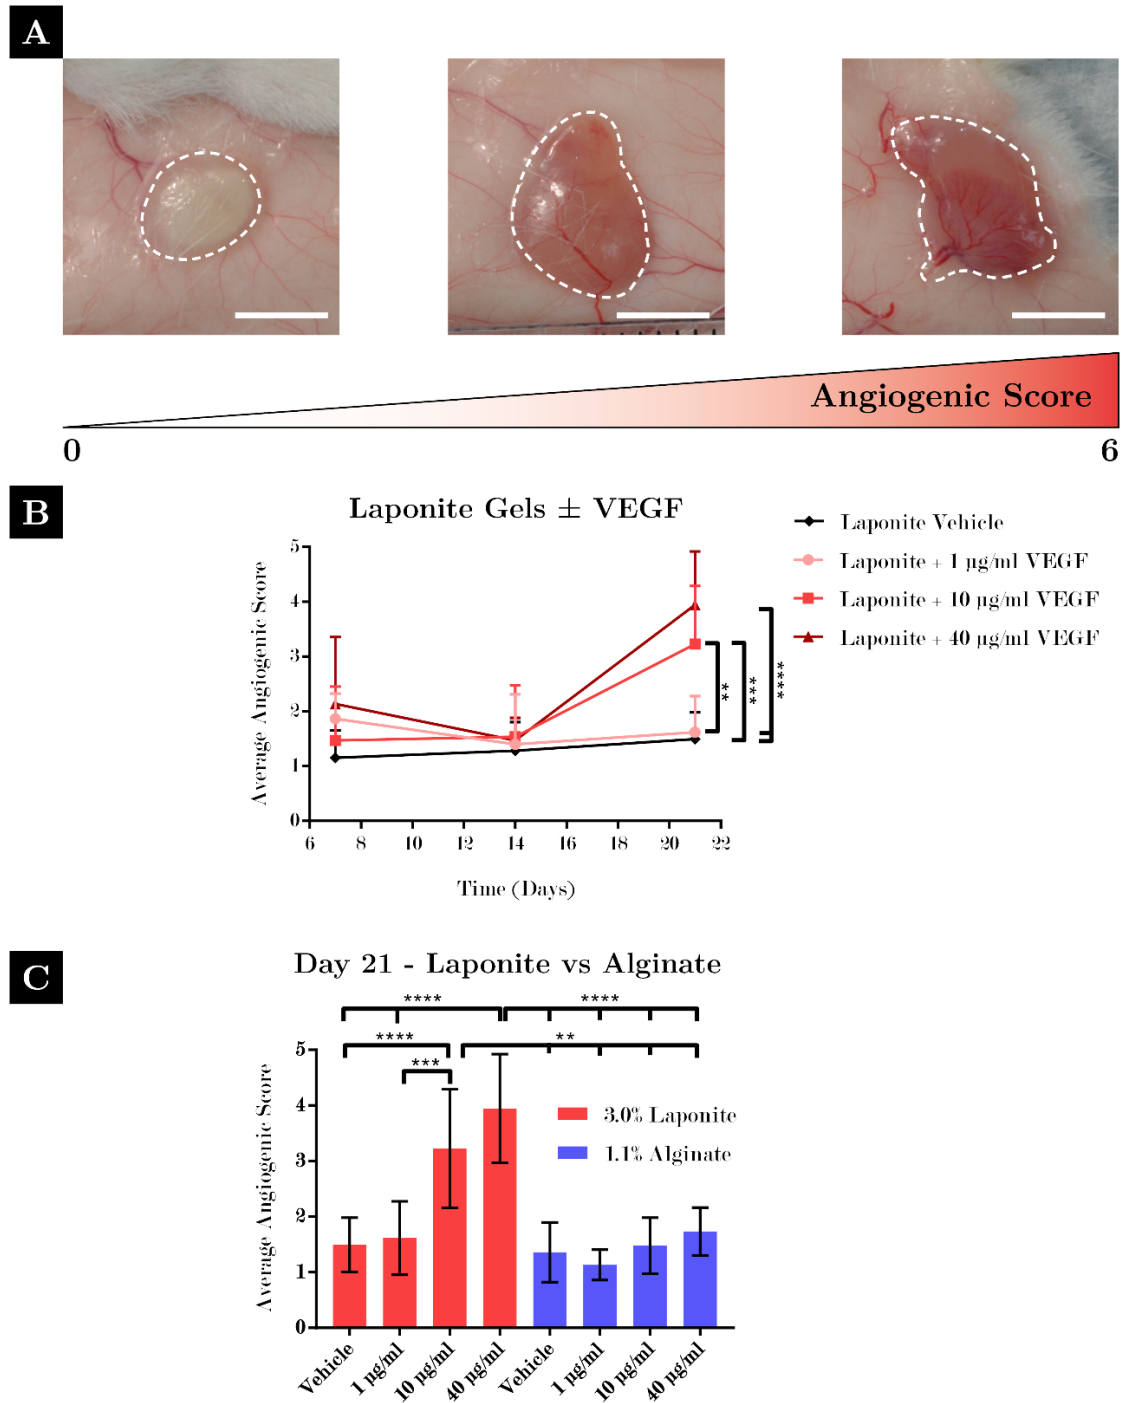 A
Angiogenic Score
0
6
B
Laponite Gels ± VEGF
Average Angiogenic Score
5
4
3
2
1
0
6 8 10 12 14 16 18 20 22
Time (Days)
**
***
****
Laponite Vehicle
Laponite + 1 µg/ml VEGF
Laponite + 10 µg/ml VEGF
Laponite + 40 µg/ml VEGF
C
Day 21 - Laponite vs Alginate
**** ****
**** **
***
Average Angiogenic Score
5
4
3
2
1
0
3.0% Laponite
1.1% Alginate
Vehicle 1 µg/ml 10 µg/ml 40 µg/ml Vehicle 1 µg/ml 10 µg/ml 40 µg/ml